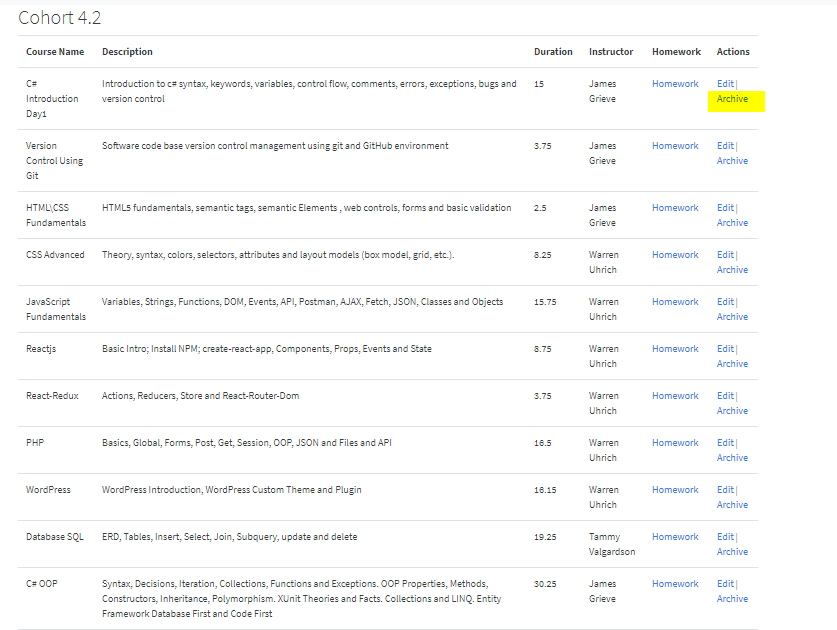 Cohort 4.2
Course Name Description Duration Instructor Homework Actions
C# Introduction to c# syntax, keywords, variables, control flow, comments, errors, exceptions, bugs and 15 James Homework Edit |
Introduction version control Grieve Archive
Day1
Version Software code base version control management using git and GitHub environment 3.75 James Homework Edit |
Control Using Grieve Archive
Git
HTML\CSS HTML5 fundamentals, semantic tags, semantic Elements , web controls, forms and basic validation 2.5 James Homework Edit |
Fundamentals Grieve Archive
CSS Advanced Theory, syntax, colors, selectors, attributes and layout models (box model, grid, etc.). 8.25 Warren Homework Edit |
Uhrich Archive
JavaScript Variables, Strings, Functions, DOM, Events, API, Postman, AJAX, Fetch, JSON, Classes and Objects 15.75 Warren Homework Edit |
Fundamentals Uhrich Archive
Reactjs Basic Intro; Install NPM; create-react-app, Components, Props, Events and State 8.75 Warren Homework Edit |
Uhrich Archive
React-Redux Actions, Reducers, Store and React-Router-Dom 3.75 Warren Homework Edit |
Uhrich Archive
PHP Basics, Global, Forms, Post, Get, Session, OOP, JSON and Files and API 16.5 Warren Homework Edit |
Uhrich Archive
WordPress WordPress Introduction, WordPress Custom Theme and Plugin 16.15 Warren Homework Edit |
Uhrich Archive
Database SQL ERD, Tables, Insert, Select, Join, Subquery, update and delete 19.25 Tammy Homework Edit |
Valgardson Archive
C# OOP Syntax, Decisions, Iteration, Collections, Functions and Exceptions. OOP Properties, Methods, 30.25 James Homework Edit |
Constructors, Inheritance, Polymorphism. XUnit Theories and Facts. Collections and LINQ. Entity Grieve Archive
Framework Database First and Code First